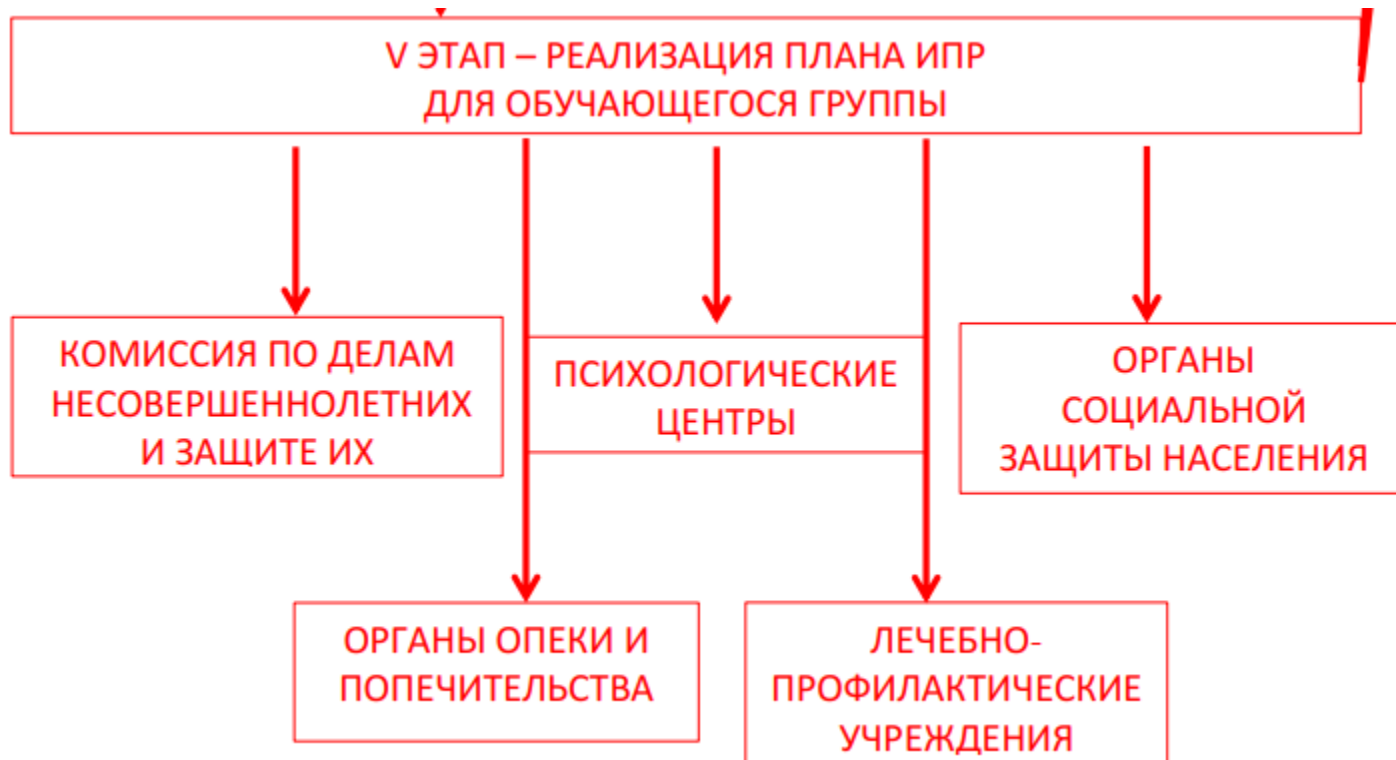 V ЭТАП – РЕАЛИЗАЦИЯ ПЛАНА ИПР
ДЛЯ ОБУЧАЮЩЕГОСЯ ГРУППЫ
КОМИССИЯ ПО ДЕЛАМ
НЕСОВЕРШЕННОЛЕТНИХ
И ЗАЩИТЕ ИХ
ПСИХОЛОГИЧЕСКИЕ
ЦЕНТРЫ
ОРГАНЫ
СОЦИАЛЬНОЙ
ЗАЩИТЫ НАСЕЛЕНИЯ
ОРГАНЫ ОПЕКИ И
ПОПЕЧИТЕЛЬСТВА
ЛЕЧЕБНО-
ПРОФИЛАКТИЧЕСКИЕ
УЧРЕЖДЕНИЯ